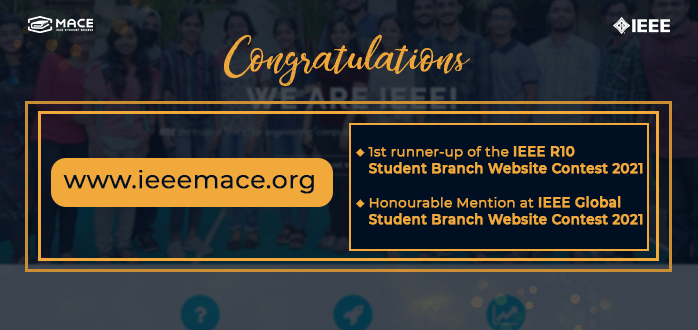 MACE
IEEE STUDENT BRANCH
IEEE
Congratulations
WE ARE IEEE!
www.ieeemace.org
1st runner-up of the IEEE R10
Student Branch Website Contest 2021
Honourable Mention at IEEE Global
Student Branch Website Contest 2021
?